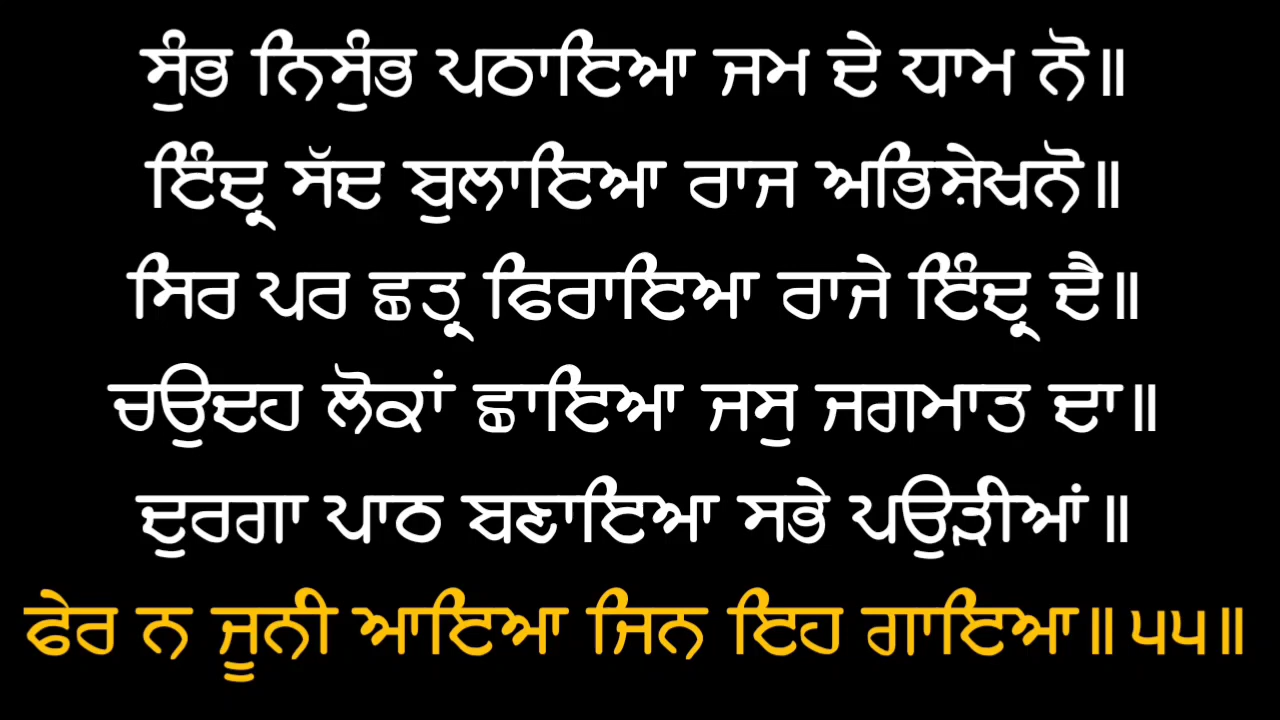 ਸੁੰਭ ਨਿਸੁੰਭ ਪਠਾਇਆ ਜਮ ਦੇ ਧਾਮ ਨੋ॥
ਇੰਦ੍ਰ ਸੱਦ ਬੁਲਾਇਆ ਰਾਜ ਅਭਿਸ਼ੇਖਨੋ॥
ਸਿਰ ਪਰ ਛਤ੍ਰ ਫਿਰਾਇਆ ਰਾਜੇ ਇੰਦ੍ਰ ਦੈ॥
ਚਉਦਹ ਲੋਕਾਂ ਛਾਇਆ ਜਸੁ ਜਗਮਾਤ ਦਾ॥
ਦੁਰਗਾ ਪਾਠ ਬਣਾਇਆ ਸਭੇ ਪਉੜੀਆਂ॥
ਫੇਰ ਨ ਜੂਨੀ ਆਇਆ ਜਿਨ ਇਹ ਗਾਇਆ॥੫੫॥